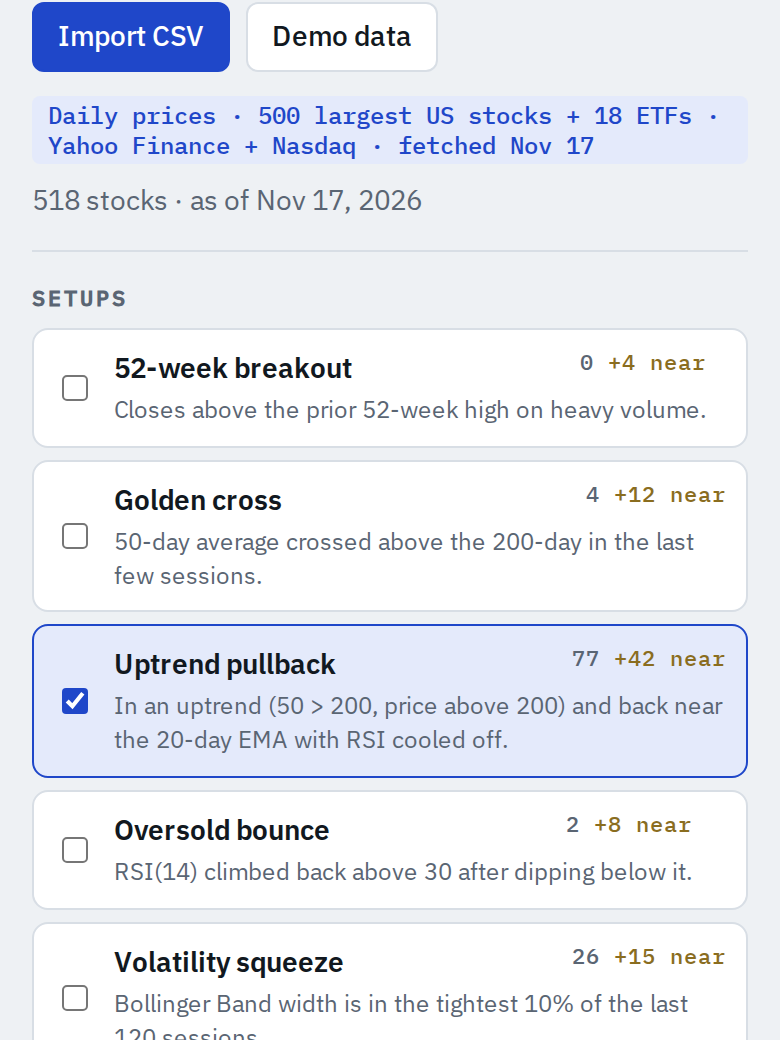 Import CSV
Demo data
Daily prices · 500 largest US stocks + 18 ETFs ·
Yahoo Finance + Nasdaq · fetched Nov 17
518 stocks · as of Nov 17, 2026
SETUPS
52-week breakout 0 +4 near
Closes above the prior 52-week high on heavy volume.
Golden cross 4 +12 near
50-day average crossed above the 200-day in the last
few sessions.
Uptrend pullback 77 +42 near
In an uptrend (50 > 200, price above 200) and back near
the 20-day EMA with RSI cooled off.
Oversold bounce 2 +8 near
RSI(14) climbed back above 30 after dipping below it.
Volatility squeeze 26 +15 near
Bollinger Band width is in the tightest 10% of the last
120 sessions.